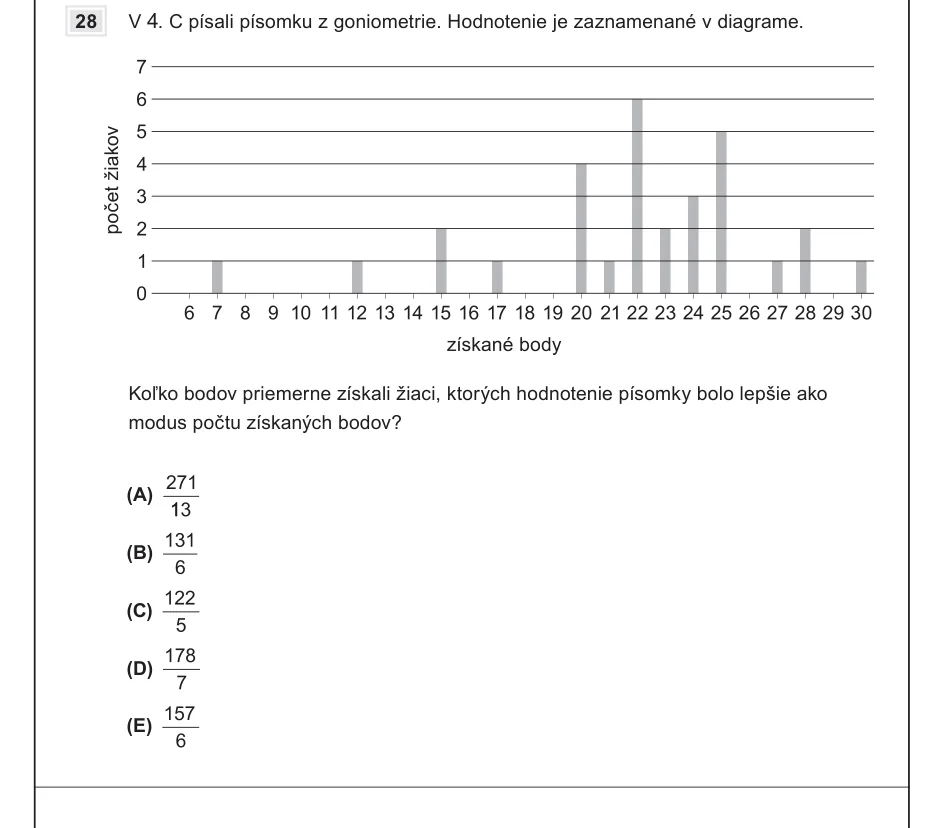 28 V 4. C písali písomku z goniometrie. Hodnotenie je zaznamenané v diagrame.
7
6
5
4
3
2
1
0
počet žiakov
6 7 8 9 10 11 12 13 14 15 16 17 18 19 20 21 22 23 24 25 26 27 28 29 30
získané body
Koľko bodov priemerne získali žiaci, ktorých hodnotenie písomky bolo lepšie ako
modus počtu získaných bodov?
(A) 271/13
(B) 131/6
(C) 122/5
(D) 178/7
(E) 157/6